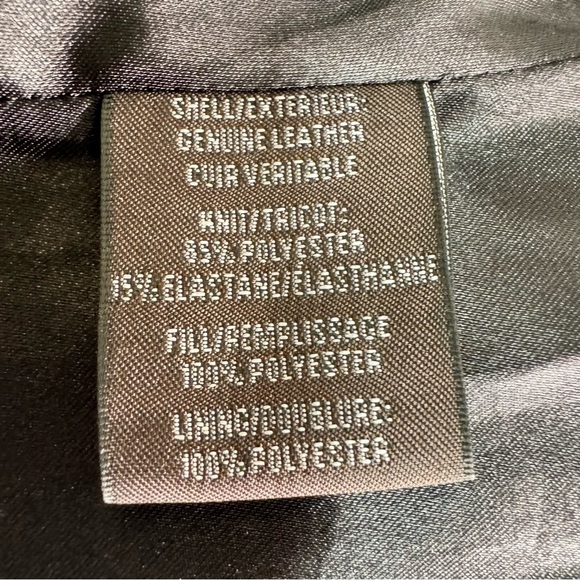 SHELL/EXTERIEUR:
GENUINE LEATHER
CUIR VERITABLE
KNIT/TRICOT:
85% POLYESTER
15% ELASTANE/ELASTHANNE
FILL/REMPLISSAGE
100% POLYESTER
LINING/DOUBLURE:
100% POLYESTER